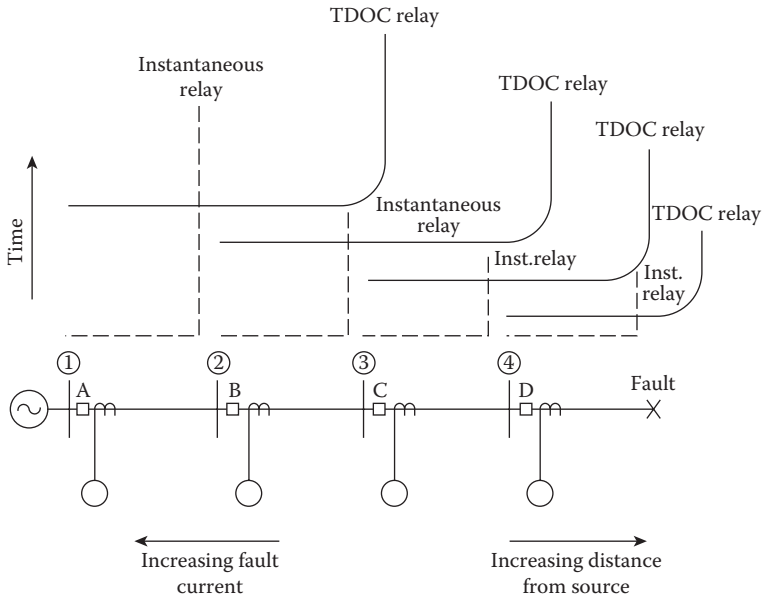 TDOC relay
Instantaneous
relay
TDOC relay
TDOC relay
Instantaneous
relay
TDOC relay
Inst.relay
Inst.
relay
Time
1
2
3
4
A
B
C
D
Fault
Increasing fault
current
Increasing distance
from source